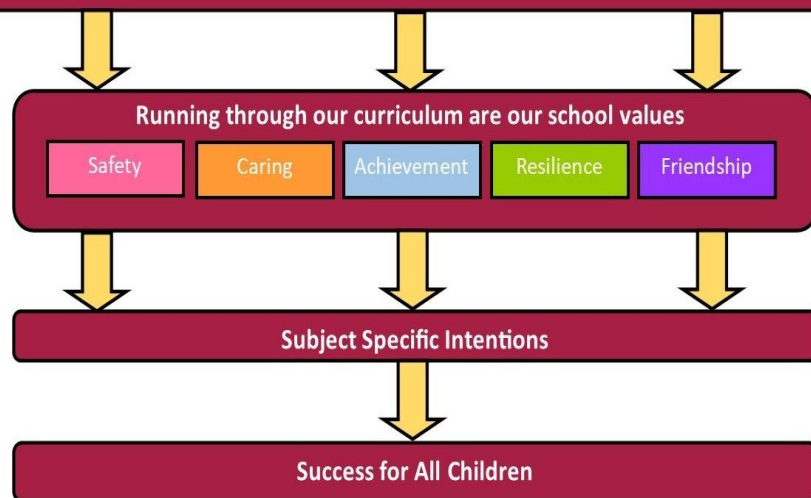 Running through our curriculum are our school values
Safety Caring Achievement Resilience Friendship
Subject Specific Intentions
Success for All Children